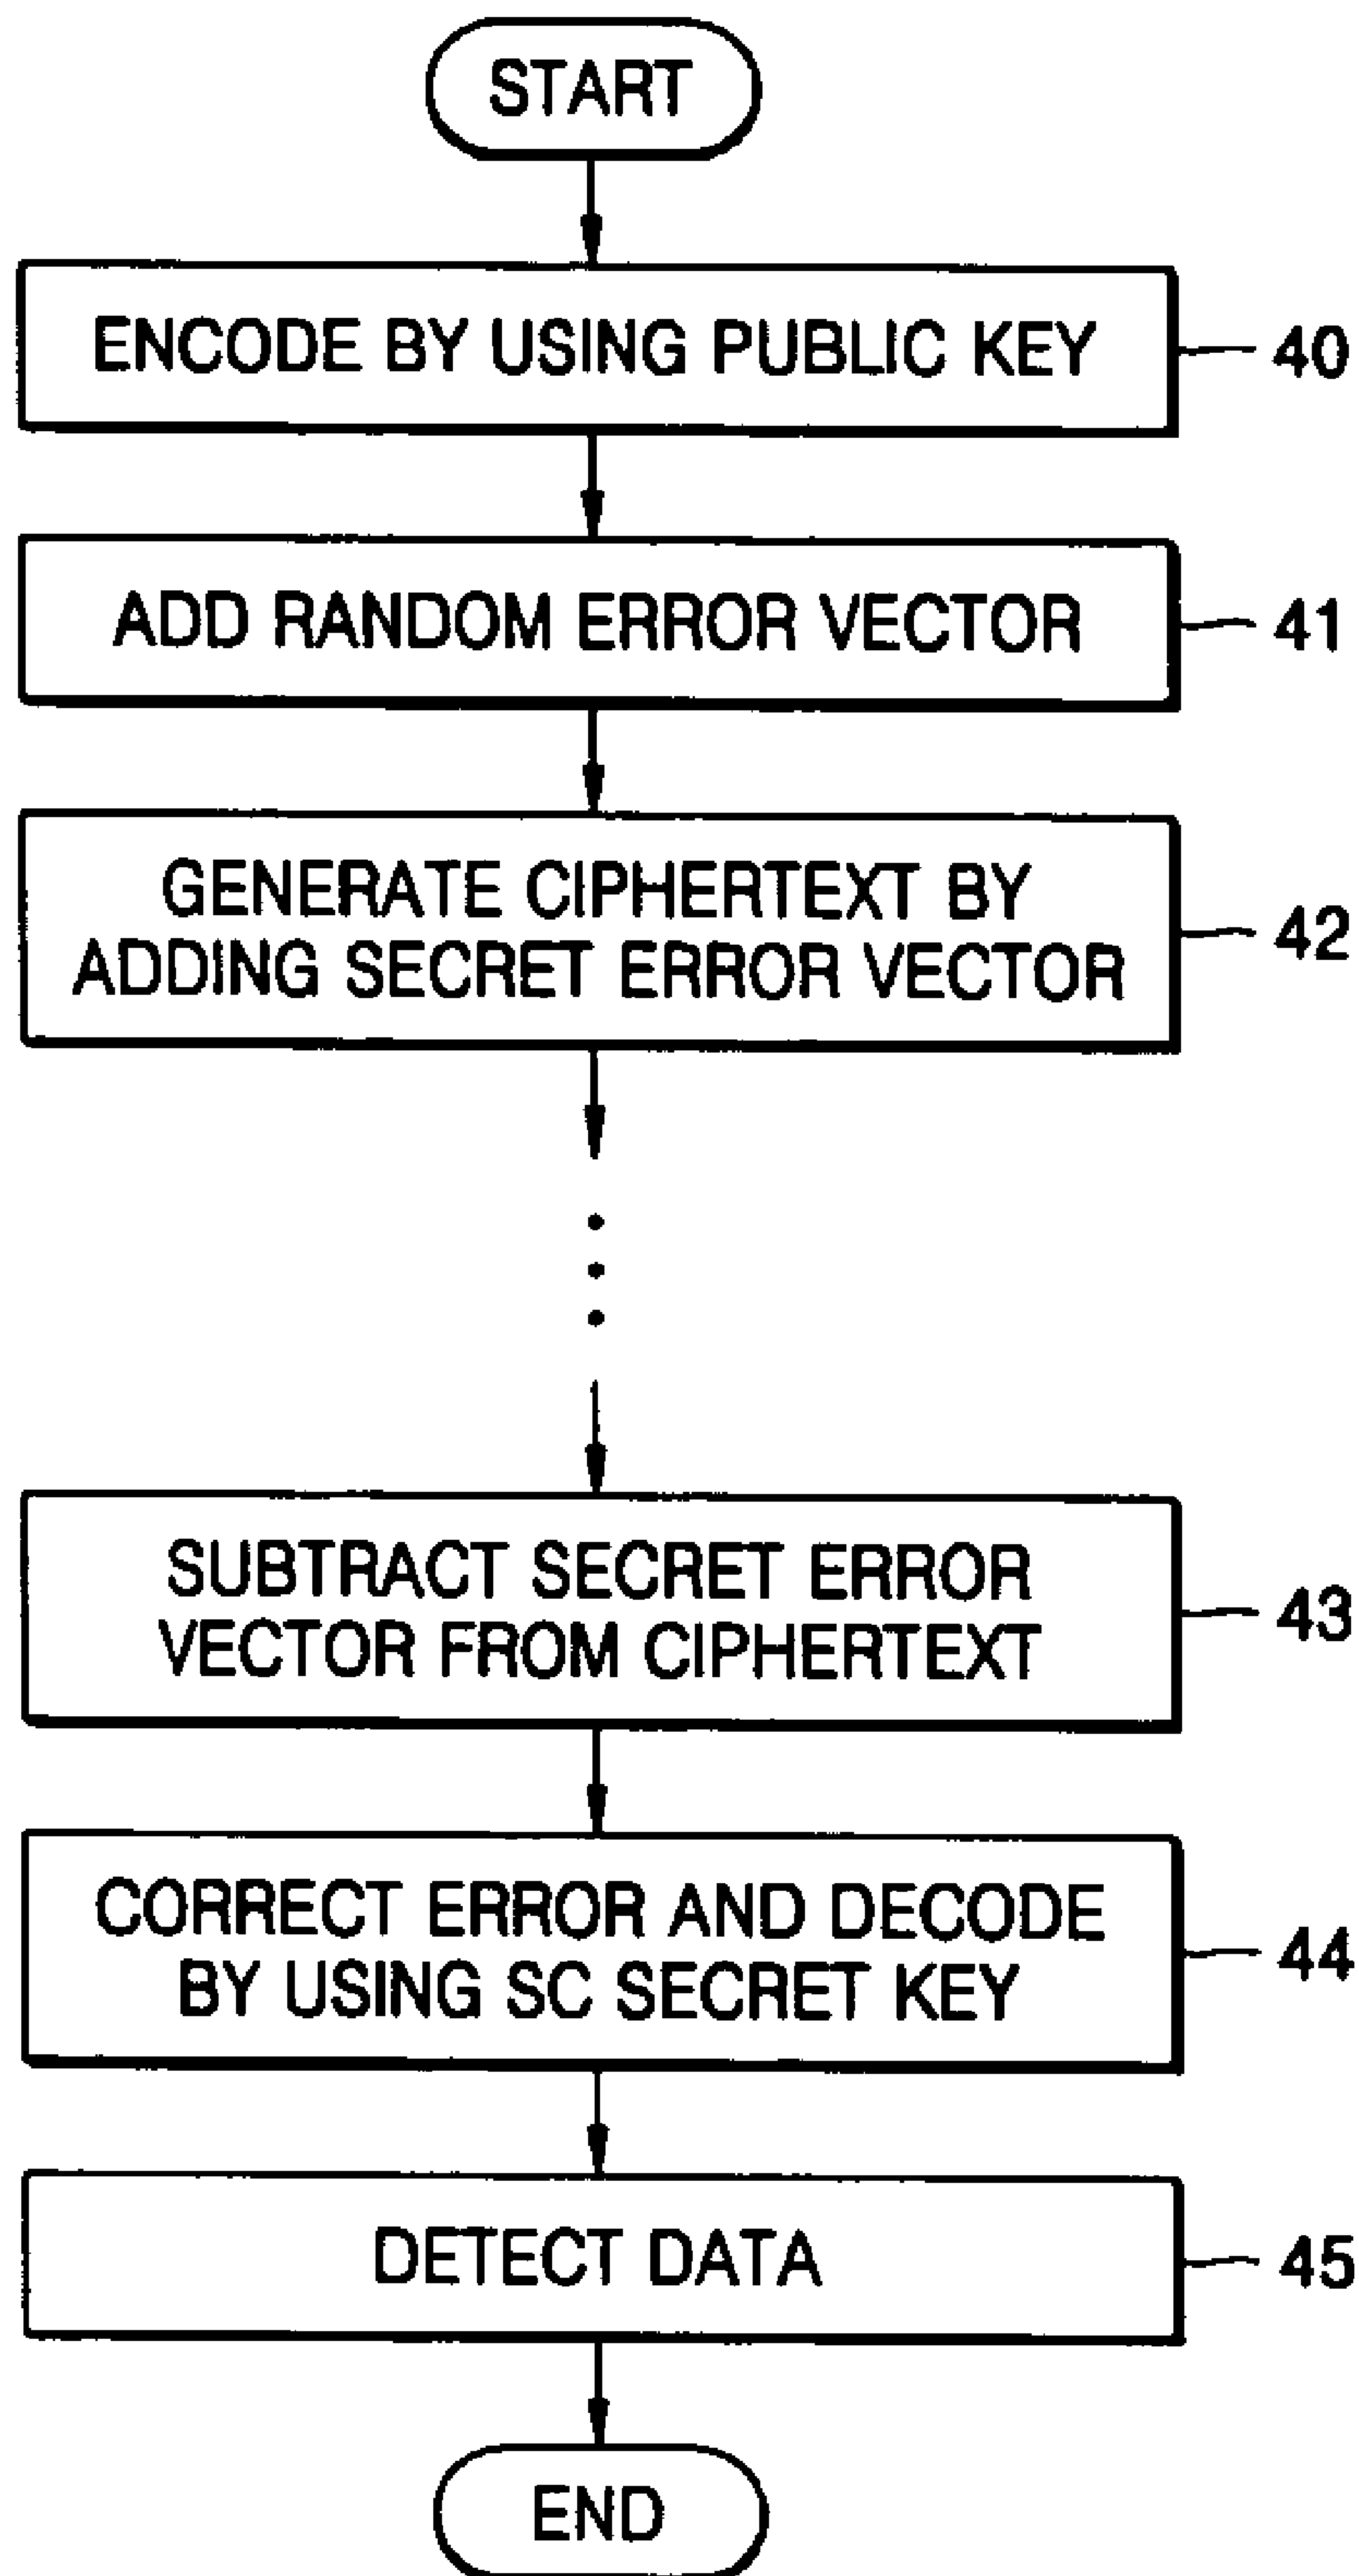 START
ENCODE BY USING PUBLIC KEY
40
ADD RANDOM ERROR VECTOR
41
GENERATE CIPHERTEXT BY
ADDING SECRET ERROR VECTOR
42
SUBTRACT SECRET ERROR
VECTOR FROM CIPHERTEXT
43
CORRECT ERROR AND DECODE
BY USING SC SECRET KEY
44
DETECT DATA
45
END